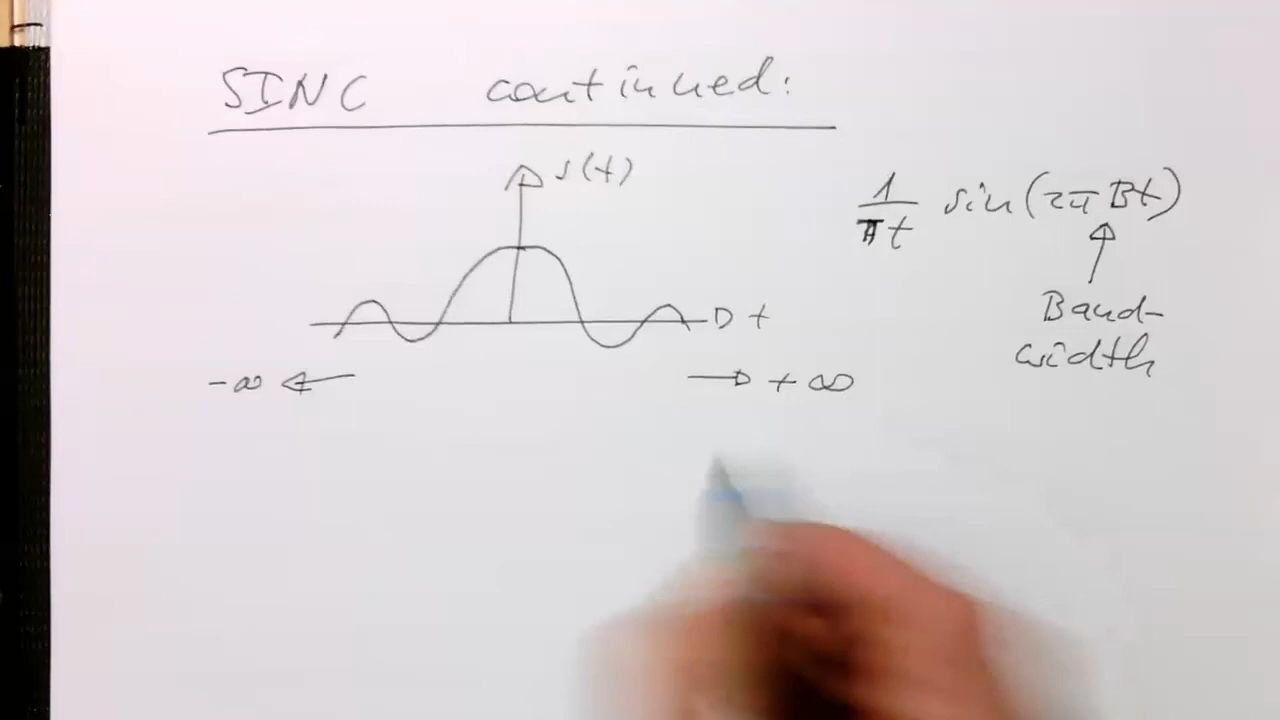 SINC continued:
s(t)
1/πt sin(2πBt)
Band-
width
t
-∞
+∞